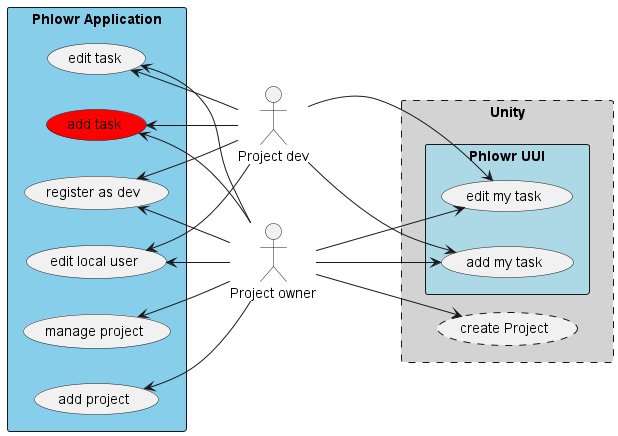 Phlowr Application
edit task
add task
register as dev
edit local user
manage project
add project
Project dev
Project owner
Unity
Phlowr UUI
edit my task
add my task
create Project